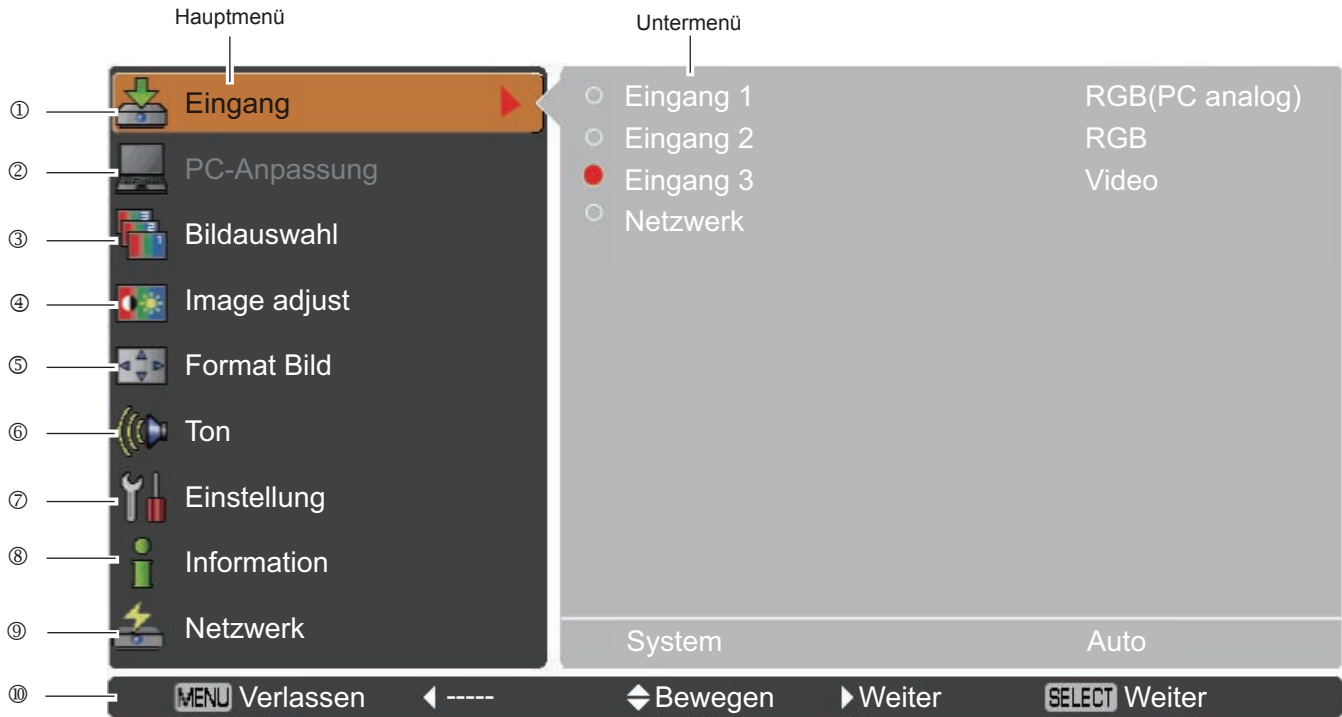 Hauptmenü
Untermenü
① Eingang
Eingang 1 RGB(PC analog)
Eingang 2 RGB
② PC-Anpassung
Eingang 3 Video
Netzwerk
③ Bildauswahl
④ Image adjust
⑤ Format Bild
⑥ Ton
⑦ Einstellung
⑧ Information
⑨ Netzwerk
System Auto
⑩ MENU Verlassen ----- Bewegen Weiter SELECT Weiter